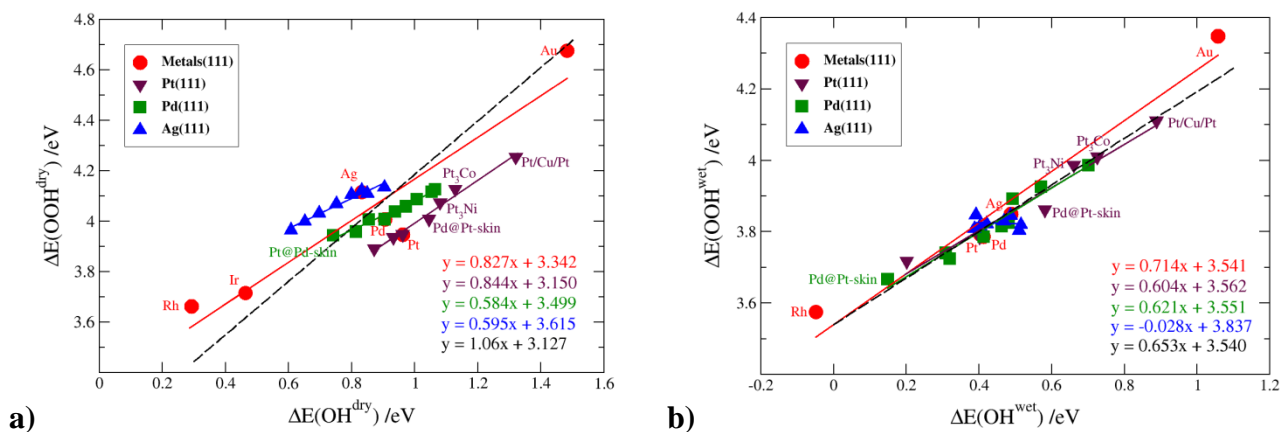 4.8
4.6
4.4
4.2
4
3.8
3.6
ΔE(OOH^dry) /eV
Metals(111)
Pt(111)
Pd(111)
Ag(111)
Au
Ag
Pt/Cu/Pt
Pt₃Co
Pt₃Ni
Pd@Pt-skin
Pd
Pt
Pt@Pd-skin
Ir
Rh
y = 0.827x + 3.342
y = 0.844x + 3.150
y = 0.584x + 3.499
y = 0.595x + 3.615
y = 1.06x + 3.127
0 0.2 0.4 0.6 0.8 1 1.2 1.4 1.6
ΔE(OH^dry) /eV
a)
4.4
4.2
4
3.8
3.6
3.4
ΔE(OOH^wet) /eV
Metals(111)
Pt(111)
Pd(111)
Ag(111)
Au
Pt/Cu/Pt
Pt₃Co
Pt₃Ni
Ag
Pd@Pt-skin
Pt
Pd
Pd@Pt-skin
Rh
y = 0.714x + 3.541
y = 0.604x + 3.562
y = 0.621x + 3.551
y = -0.028x + 3.837
y = 0.653x + 3.540
-0.2 0 0.2 0.4 0.6 0.8 1 1.2
ΔE(OH^wet) /eV
b)